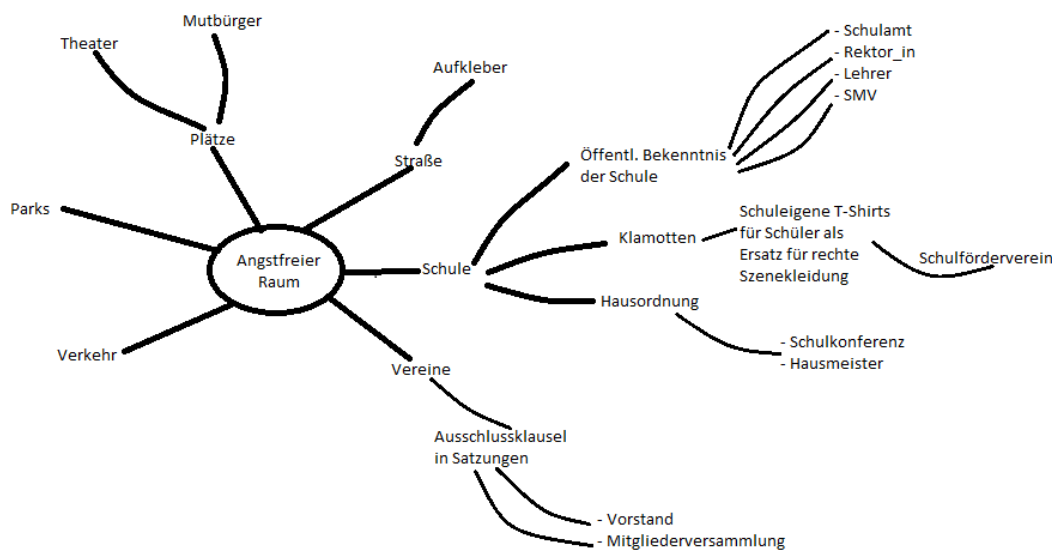 Mutbürger
Theater
Plätze
Aufkleber
Straße
Parks
Angstfreier
Raum
Verkehr
Schule
Öffentl. Bekenntnis
der Schule
- Schulamt
- Rektor_in
- Lehrer
- SMV
Klamotten
Schuleigene T-Shirts
für Schüler als
Ersatz für rechte
Szenekleidung
Schulförderverein
Hausordnung
- Schulkonferenz
- Hausmeister
Vereine
Ausschlussklausel
in Satzungen
- Vorstand
- Mitgliederversammlung